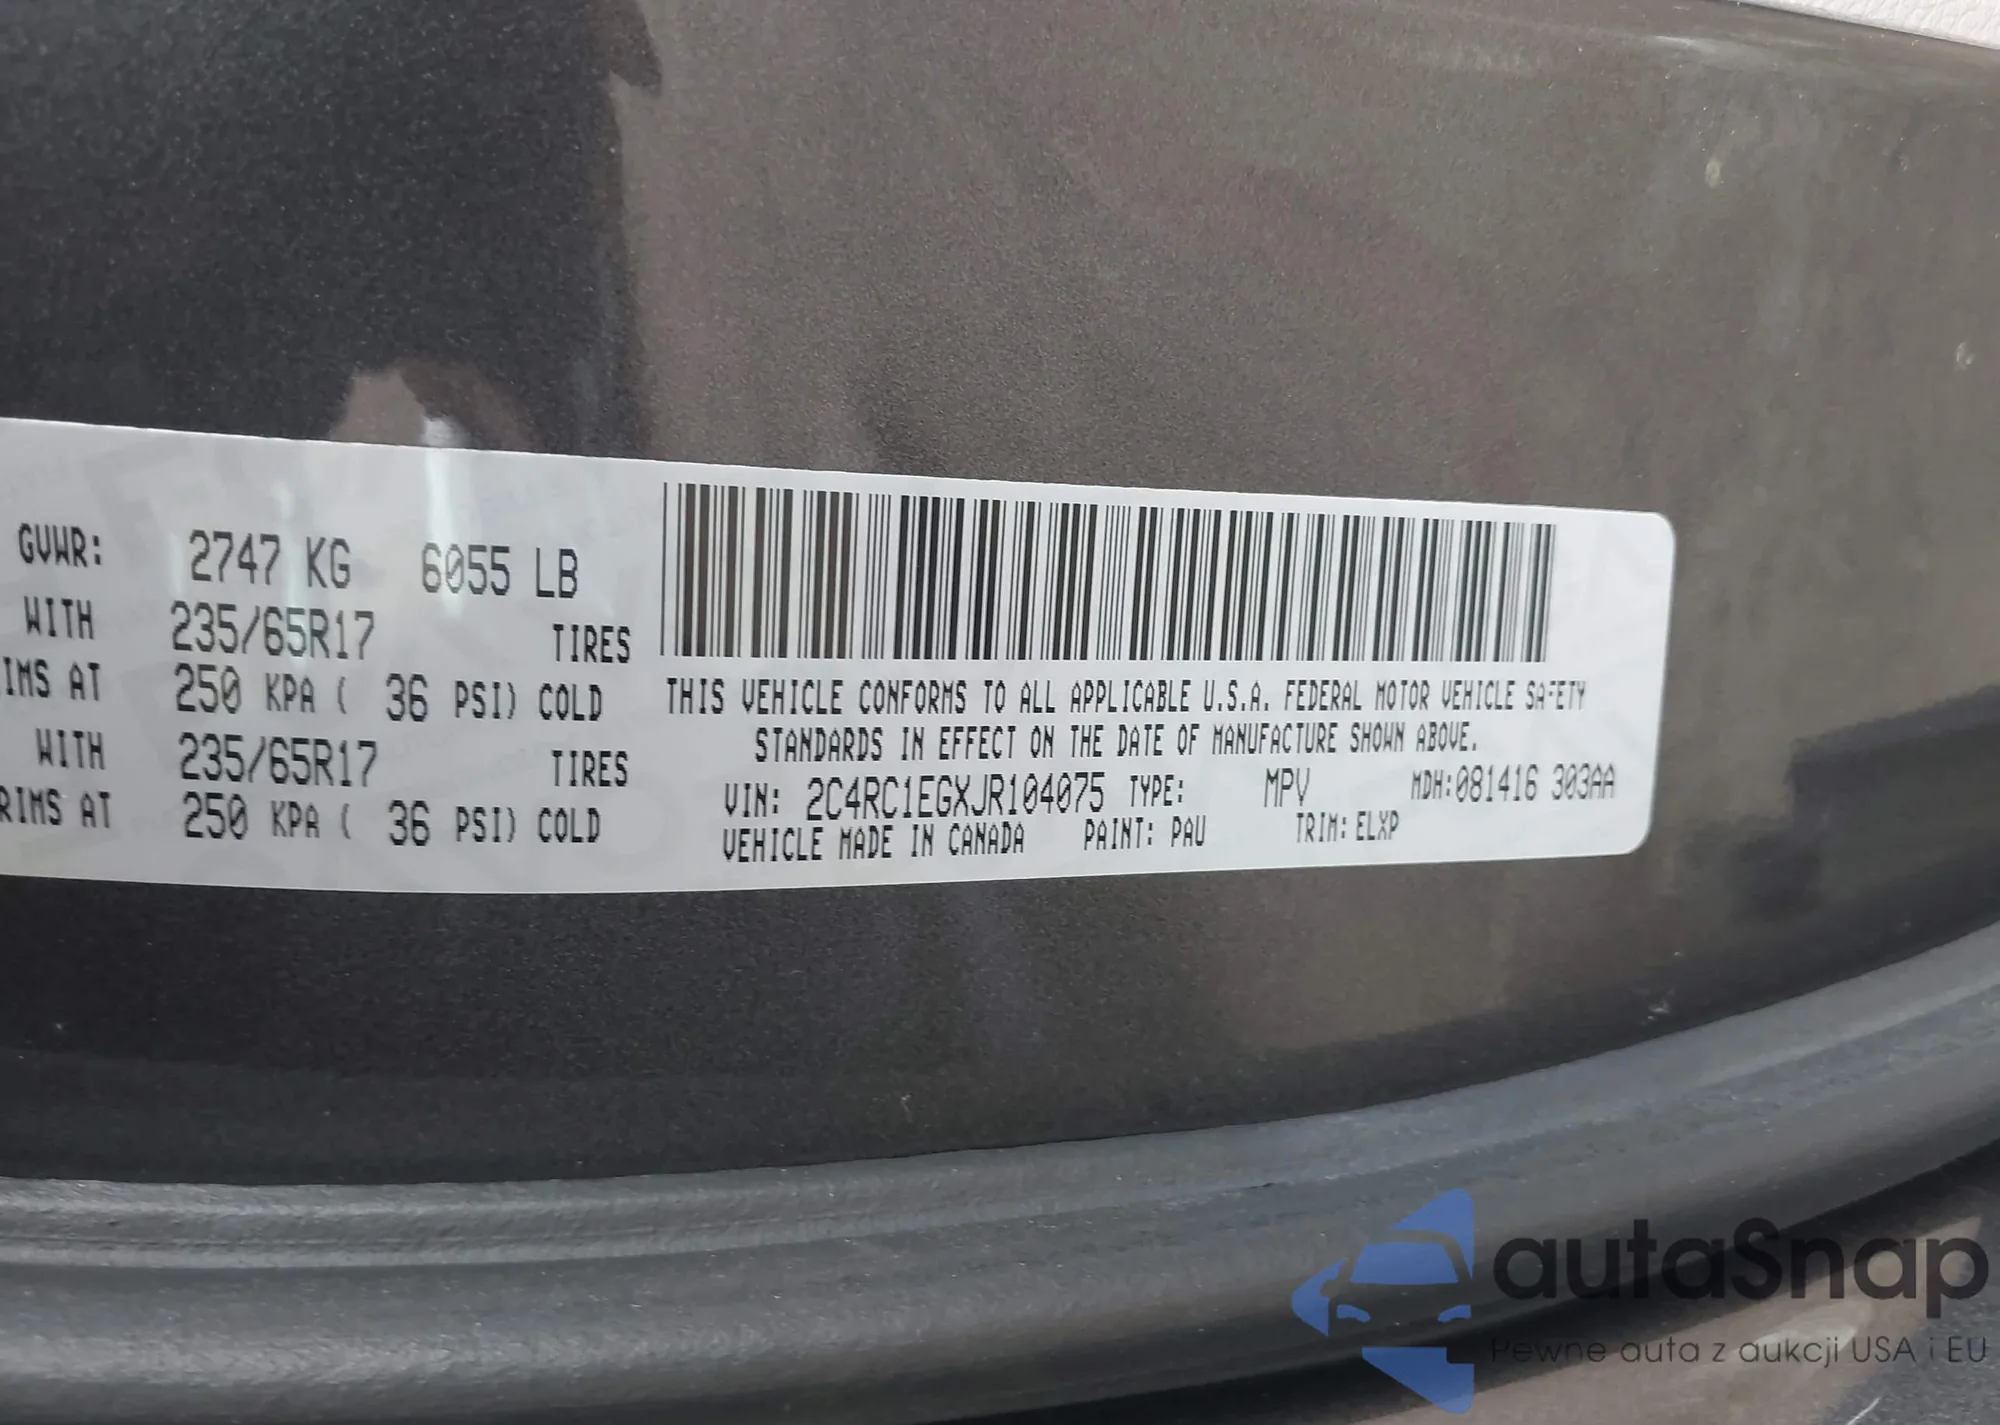 GVWR: 2747 KG 6055 LB
WITH 235/65R17 TIRES
IMS AT 250 KPA ( 36 PSI) COLD
WITH 235/65R17 TIRES
RIMS AT 250 KPA ( 36 PSI) COLD
THIS VEHICLE CONFORMS TO ALL APPLICABLE U.S.A. FEDERAL MOTOR VEHICLE SAFETY
STANDARDS IN EFFECT ON THE DATE OF MANUFACTURE SHOWN ABOVE.
VIN: 2C4RC1EGXJR104075 TYPE: MPV MDH:081416 303AA
VEHICLE MADE IN CANADA PAINT: PAU TRIM: ELXP
autaSnap
Pewne auta z aukcji USA i EU